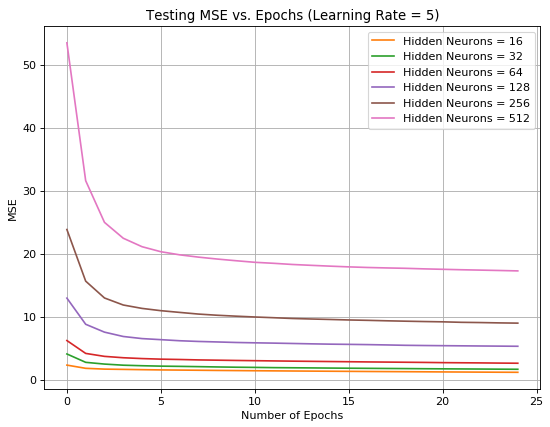 Testing MSE vs. Epochs (Learning Rate = 5)
Hidden Neurons = 16
Hidden Neurons = 32
Hidden Neurons = 64
Hidden Neurons = 128
Hidden Neurons = 256
Hidden Neurons = 512
MSE
50
40
30
20
10
0
0 5 10 15 20 25
Number of Epochs